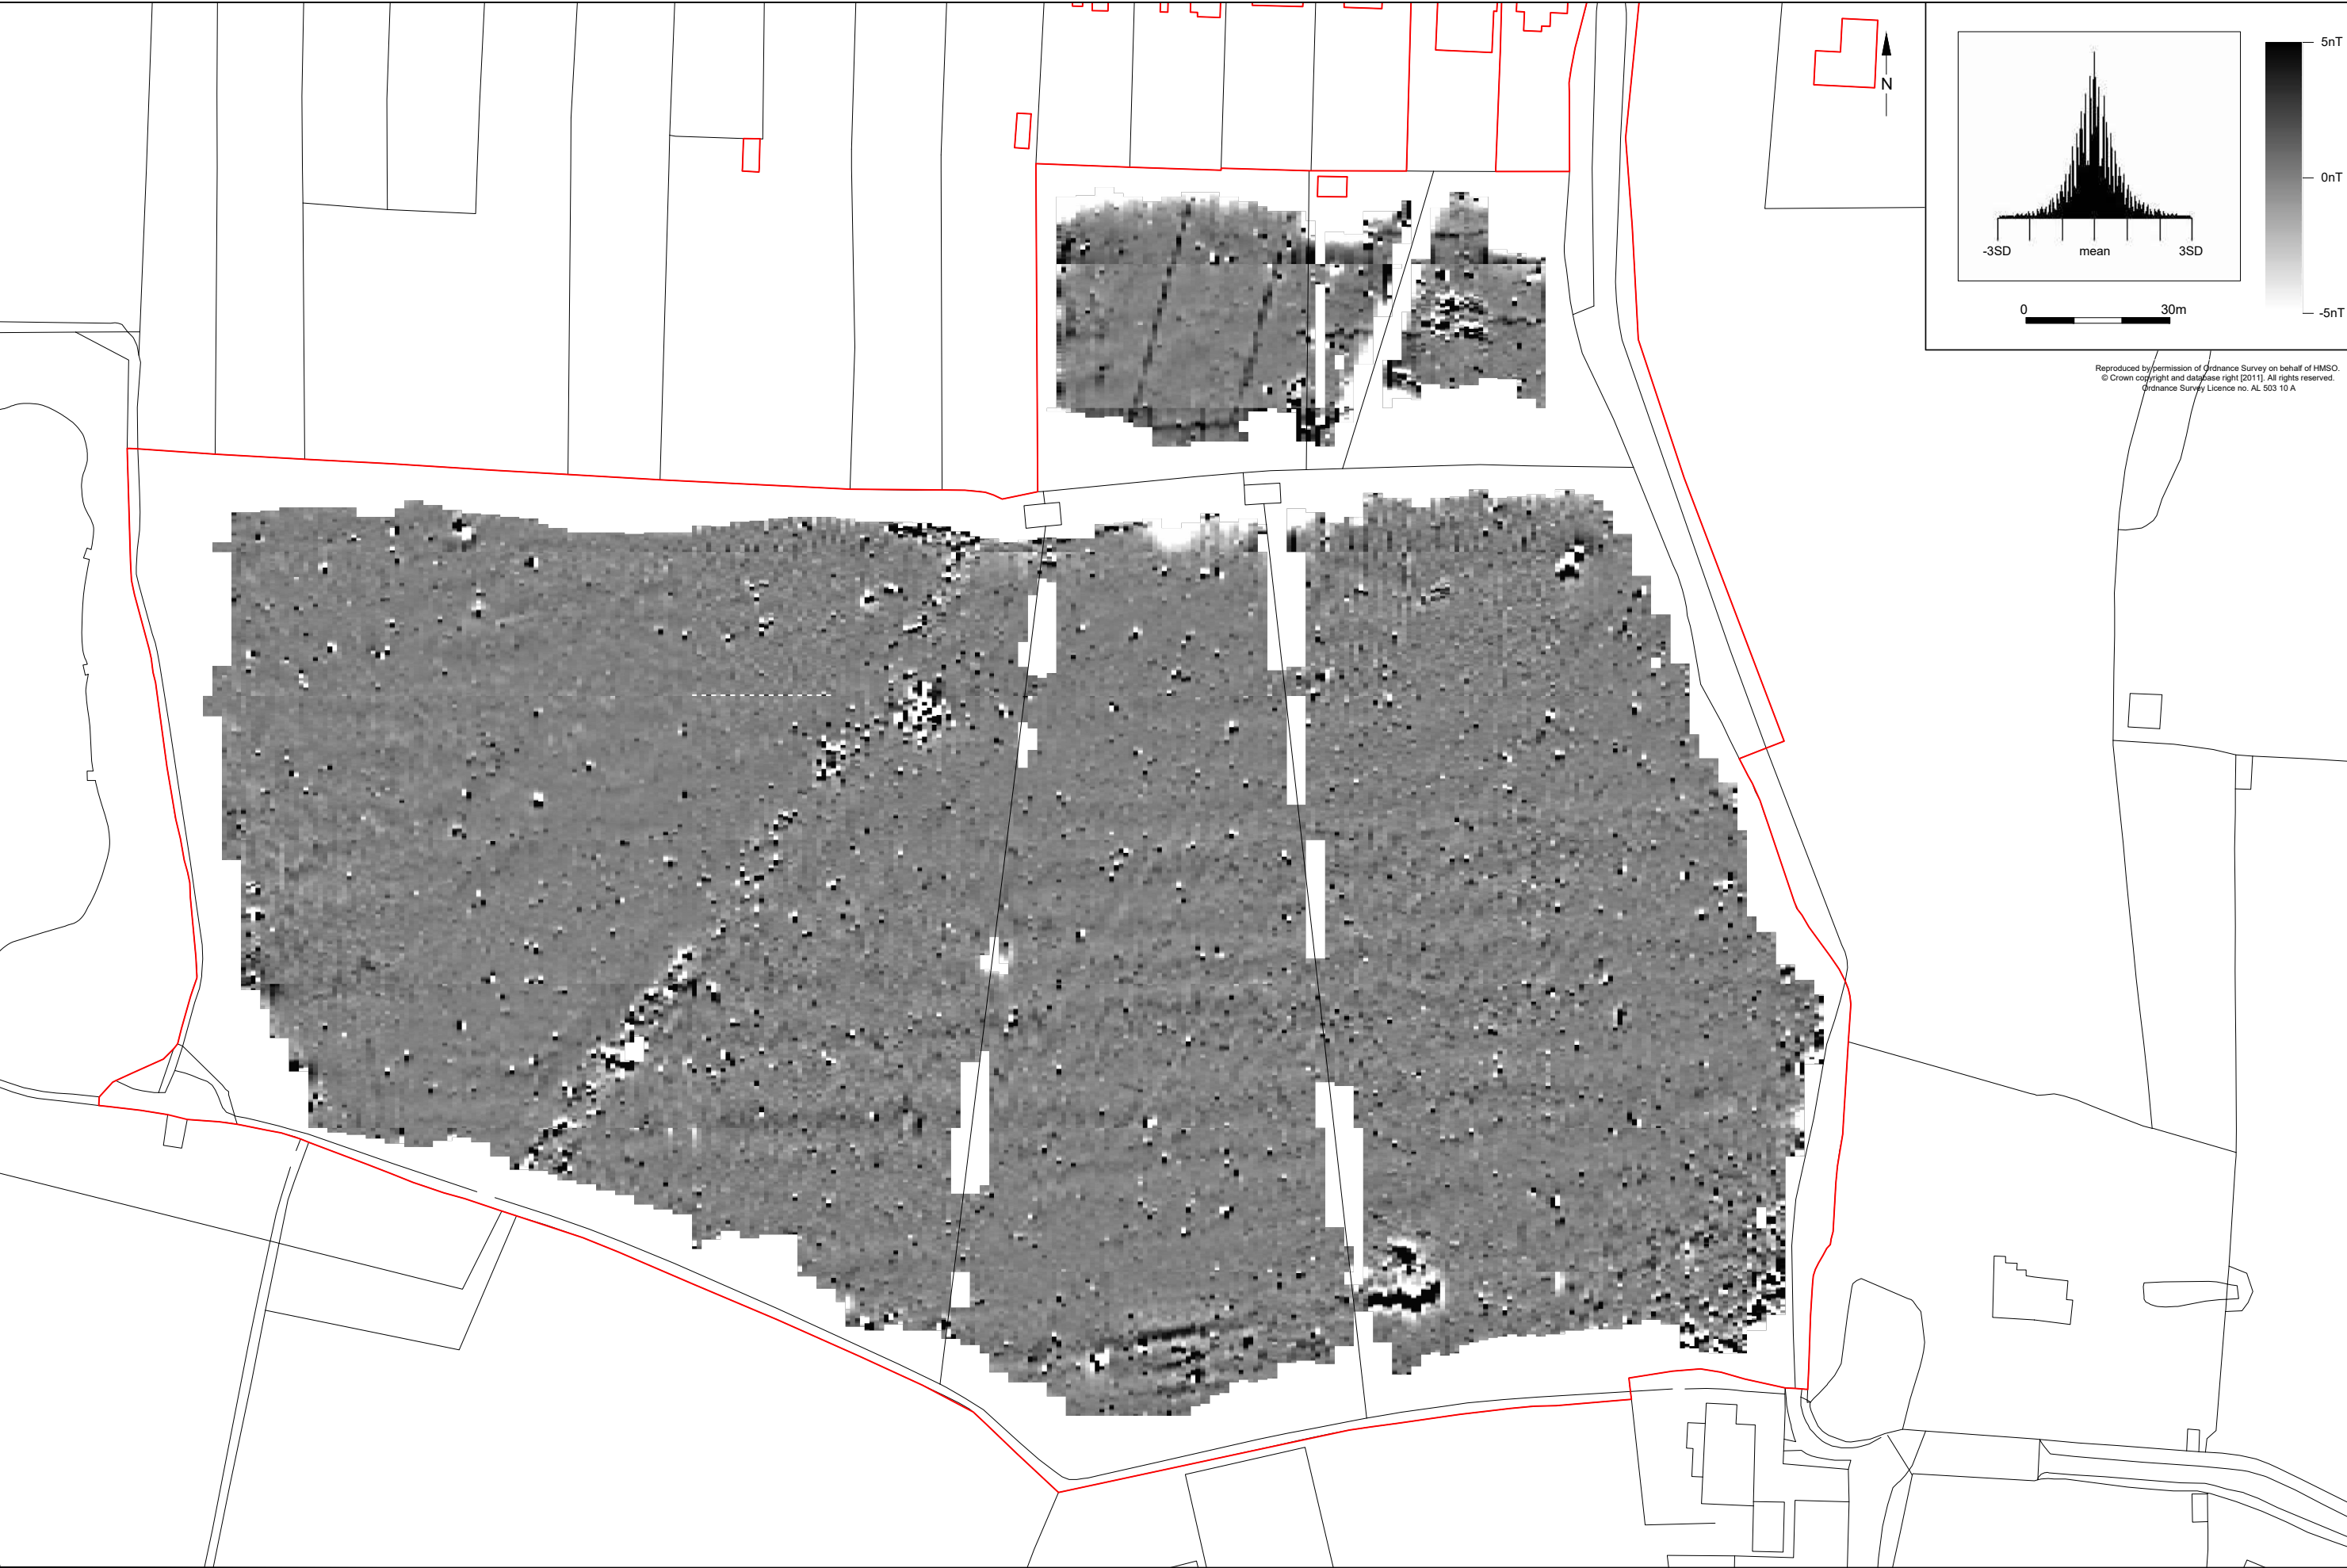 N
5nT
0nT
-5nT
-3SD
mean
3SD
0
30m
Reproduced by permission of Ordnance Survey on behalf of HMSO.
© Crown copyright and database right [2011]. All rights reserved.
Ordnance Survey Licence no. AL 503 10 A